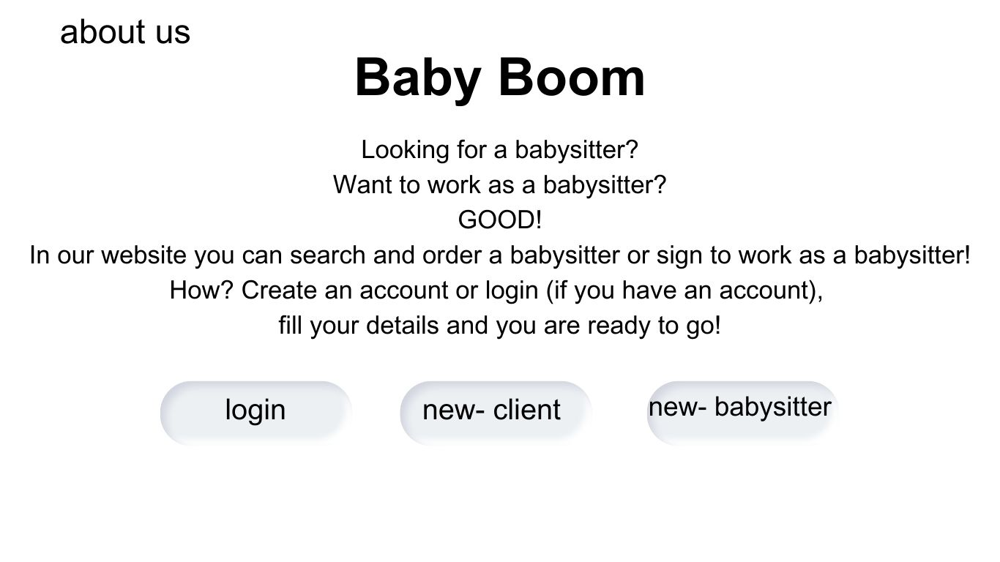 about us
Baby Boom
Looking for a babysitter?
Want to work as a babysitter?
GOOD!
In our website you can search and order a babysitter or sign to work as a babysitter!
How? Create an account or login (if you have an account),
fill your details and you are ready to go!
login
new- client
new- babysitter